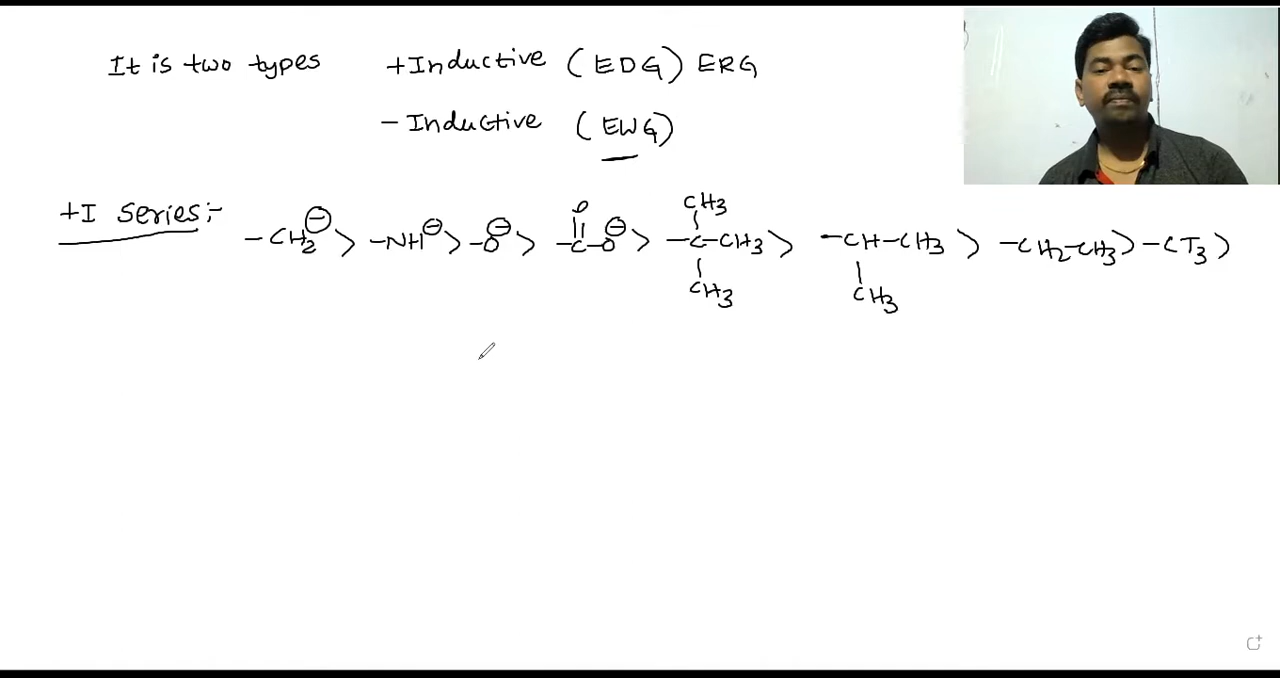 It is two types +Inductive (EDG) ERG
- Inductive (EWG)
+I Series:- -CH2⊖ > -NH⊖ > -O⊖ > -C(=O)-O⊖ > -C(CH3)(CH3)-CH3 > -CH(CH3)-CH3 > -CH2-CH3 > -CT3 >